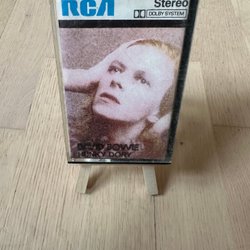 RCA
Stereo
DOLBY SYSTEM
DAVID BOWIE
HUNKY DORY